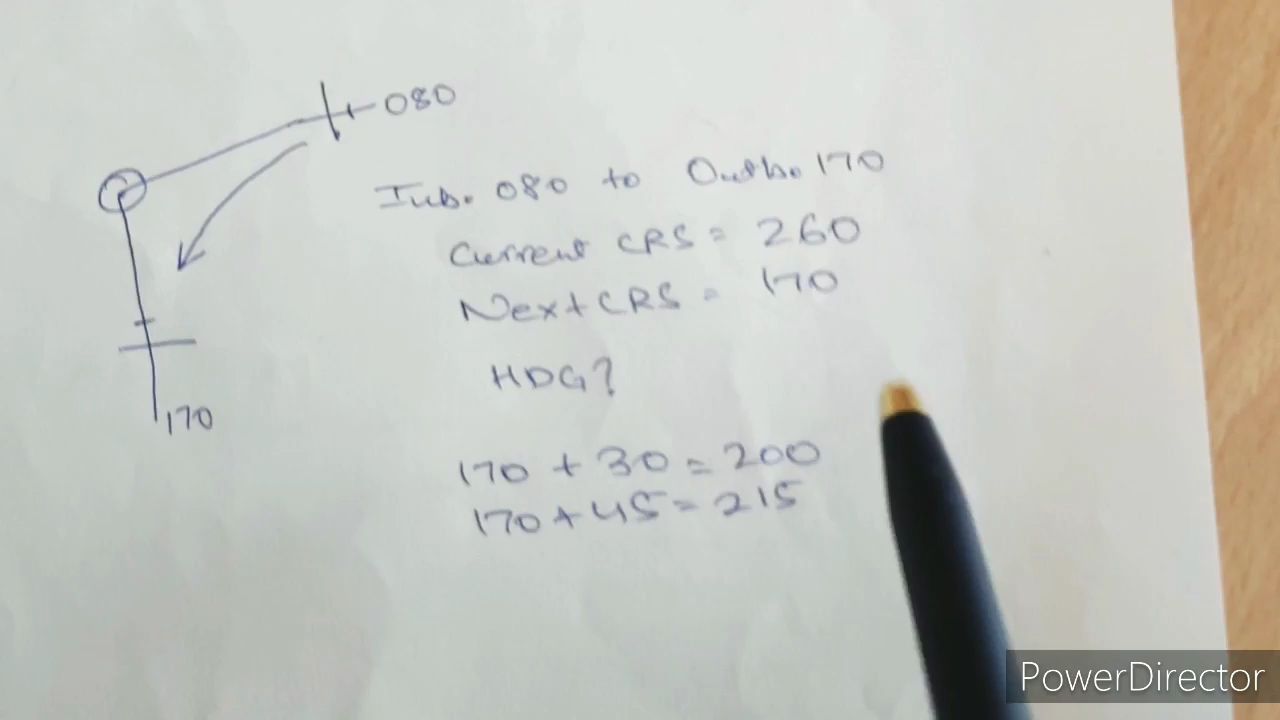 080
Inb. 080 to Outb. 170
Current CRS = 260
Next CRS = 170
HDG?
170
170 + 30 = 200
170 + 45 = 215
PowerDirector